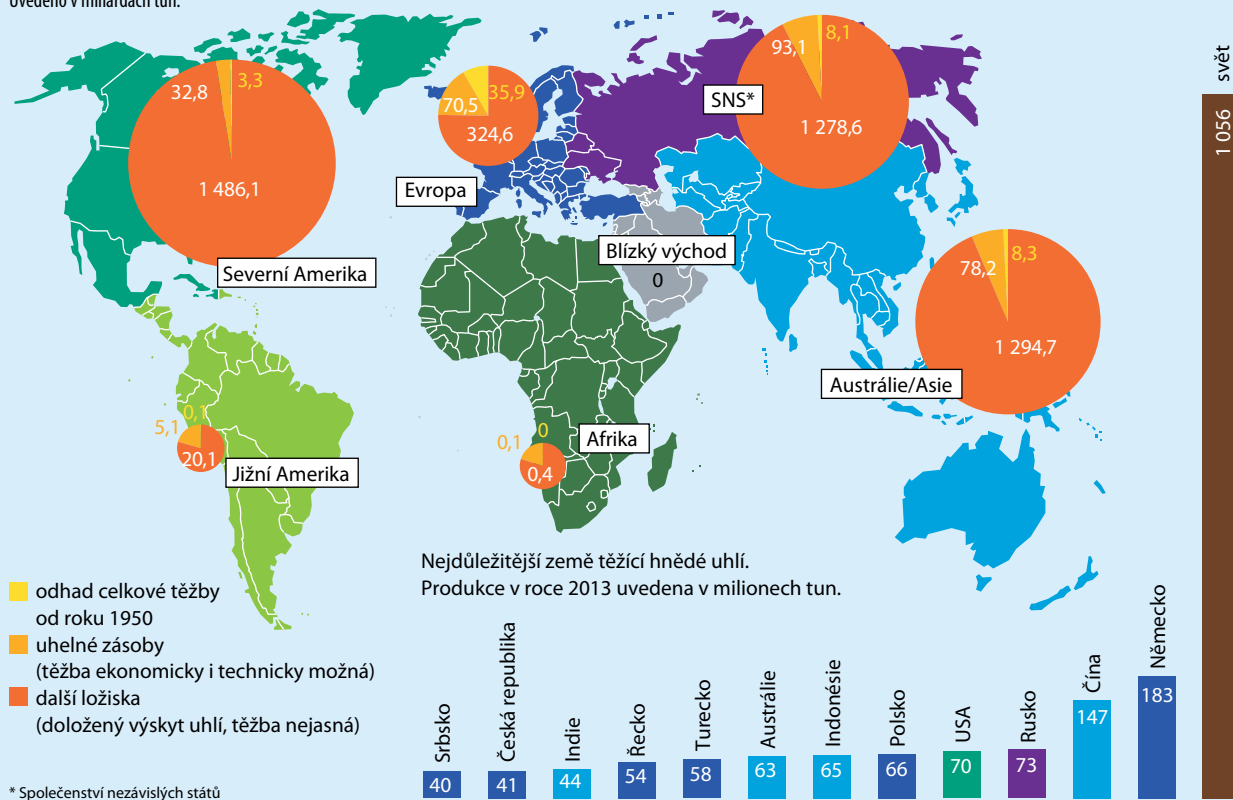 Uvedeno v miliardách tun.
32,8
3,3
1 486,1
Severní Amerika
70,5
35,9
324,6
Evropa
93,1
8,1
SNS*
1 278,6
Blízký východ
0
78,2
8,3
1 294,7
Austrálie/Asie
0,1
5,1
20,1
Jižní Amerika
0
0,1
Afrika
0,4
odhad celkové těžby
od roku 1950
uhelné zásoby
(těžba ekonomicky i technicky možná)
další ložiska
(doložený výskyt uhlí, těžba nejasná)
* Společenství nezávislých států
Nejdůležitější země těžící hnědé uhlí.
Produkce v roce 2013 uvedena v milionech tun.
Srbsko
40
Česká republika
41
Indie
44
Řecko
54
Turecko
58
Austrálie
63
Indonésie
65
Polsko
66
USA
70
Rusko
73
Čína
147
Německo
183
svět
1 056